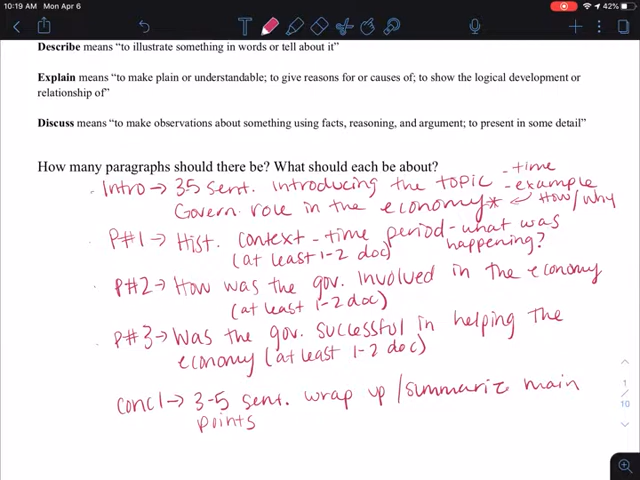 10:19 AM Mon Apr 6
42%
Describe means "to illustrate something in words or tell about it"
Explain means "to make plain or understandable; to give reasons for or causes of; to show the logical development or
relationship of"
Discuss means "to make observations about something using facts, reasoning, and argument; to present in some detail"
How many paragraphs should there be? What should each be about?
- time
Intro → 35 sent. Introducing the topic - example
Govern. role in the economy* ← How/why
P#1 → Hist. context - time period - what was
(at least 1-2 doc) happening?
P#2 → How was the gov. involved in the economy
(at least 1-2 doc)
P#3 → Was the gov. successful in helping the
economy (at least 1-2 doc)
concl → 3-5 sent. wrap up / summarize main
points
1
/
10